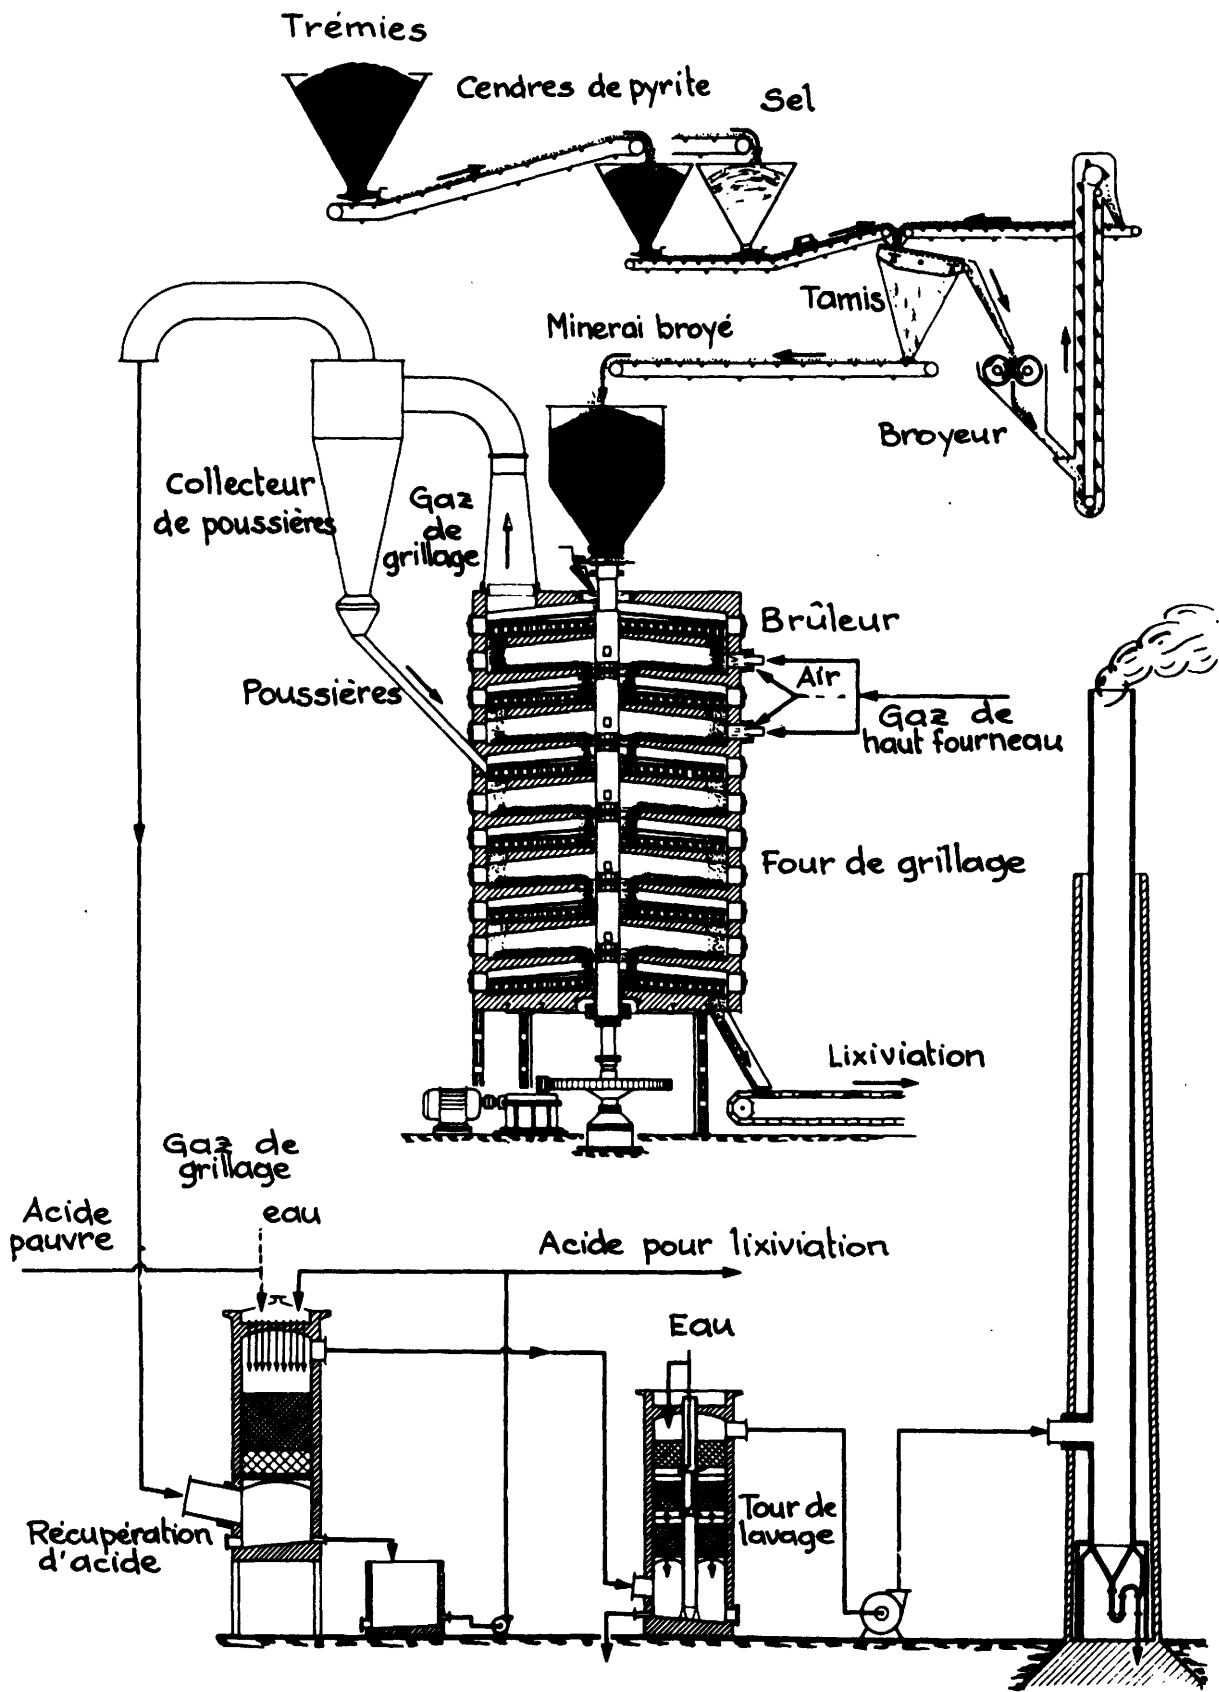 Trémies
Cendres de pyrite
Sel
Tamis
Minerai broyé
Broyeur
Collecteur
de poussières
Gaz
de
grillage
Brûleur
Air
Poussières
Gaz de
haut fourneau
Four de grillage
Lixiviation
Gaz de
grillage
Acide
pauvre
eau
Acide pour lixiviation
Eau
Tour de
lavage
Récupération
d'acide